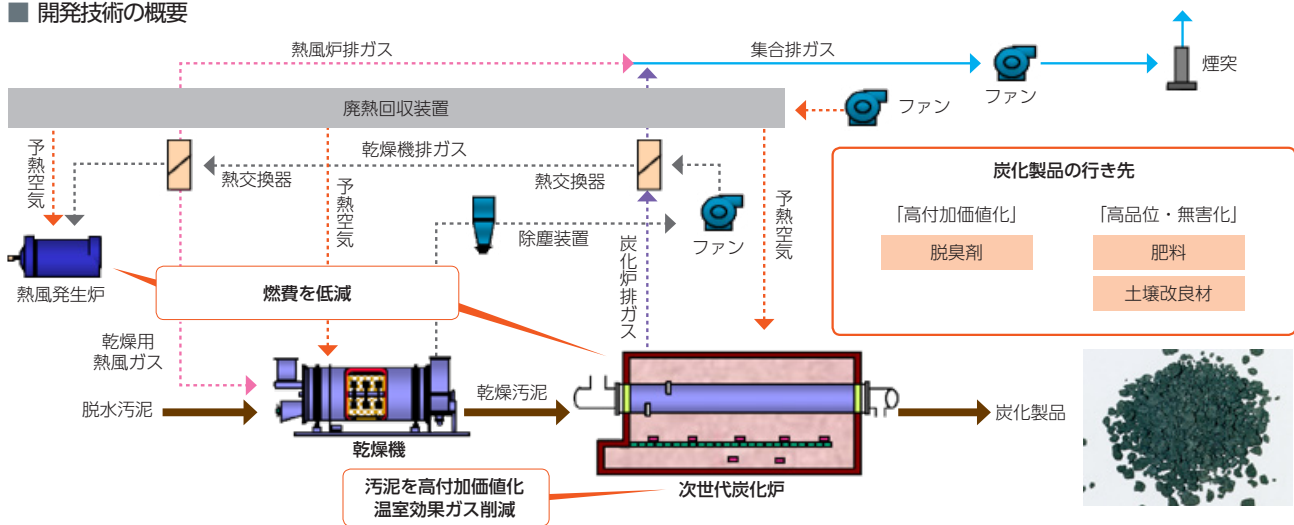 ■ 開発技術の概要
熱風炉排ガス
集合排ガス
煙突
ファン
ファン
廃熱回収装置
予熱空気
乾燥機排ガス
熱交換器
熱交換器
予熱空気
予熱空気
除塵装置
ファン
炭化炉排ガス
熱風発生炉
燃費を低減
炭化製品の行き先
「高付加価値化」
「高品位・無害化」
脱臭剤
肥料
土壌改良材
乾燥用
熱風ガス
脱水汚泥
乾燥汚泥
炭化製品
乾燥機
次世代炭化炉
汚泥を高付加価値化
温室効果ガス削減